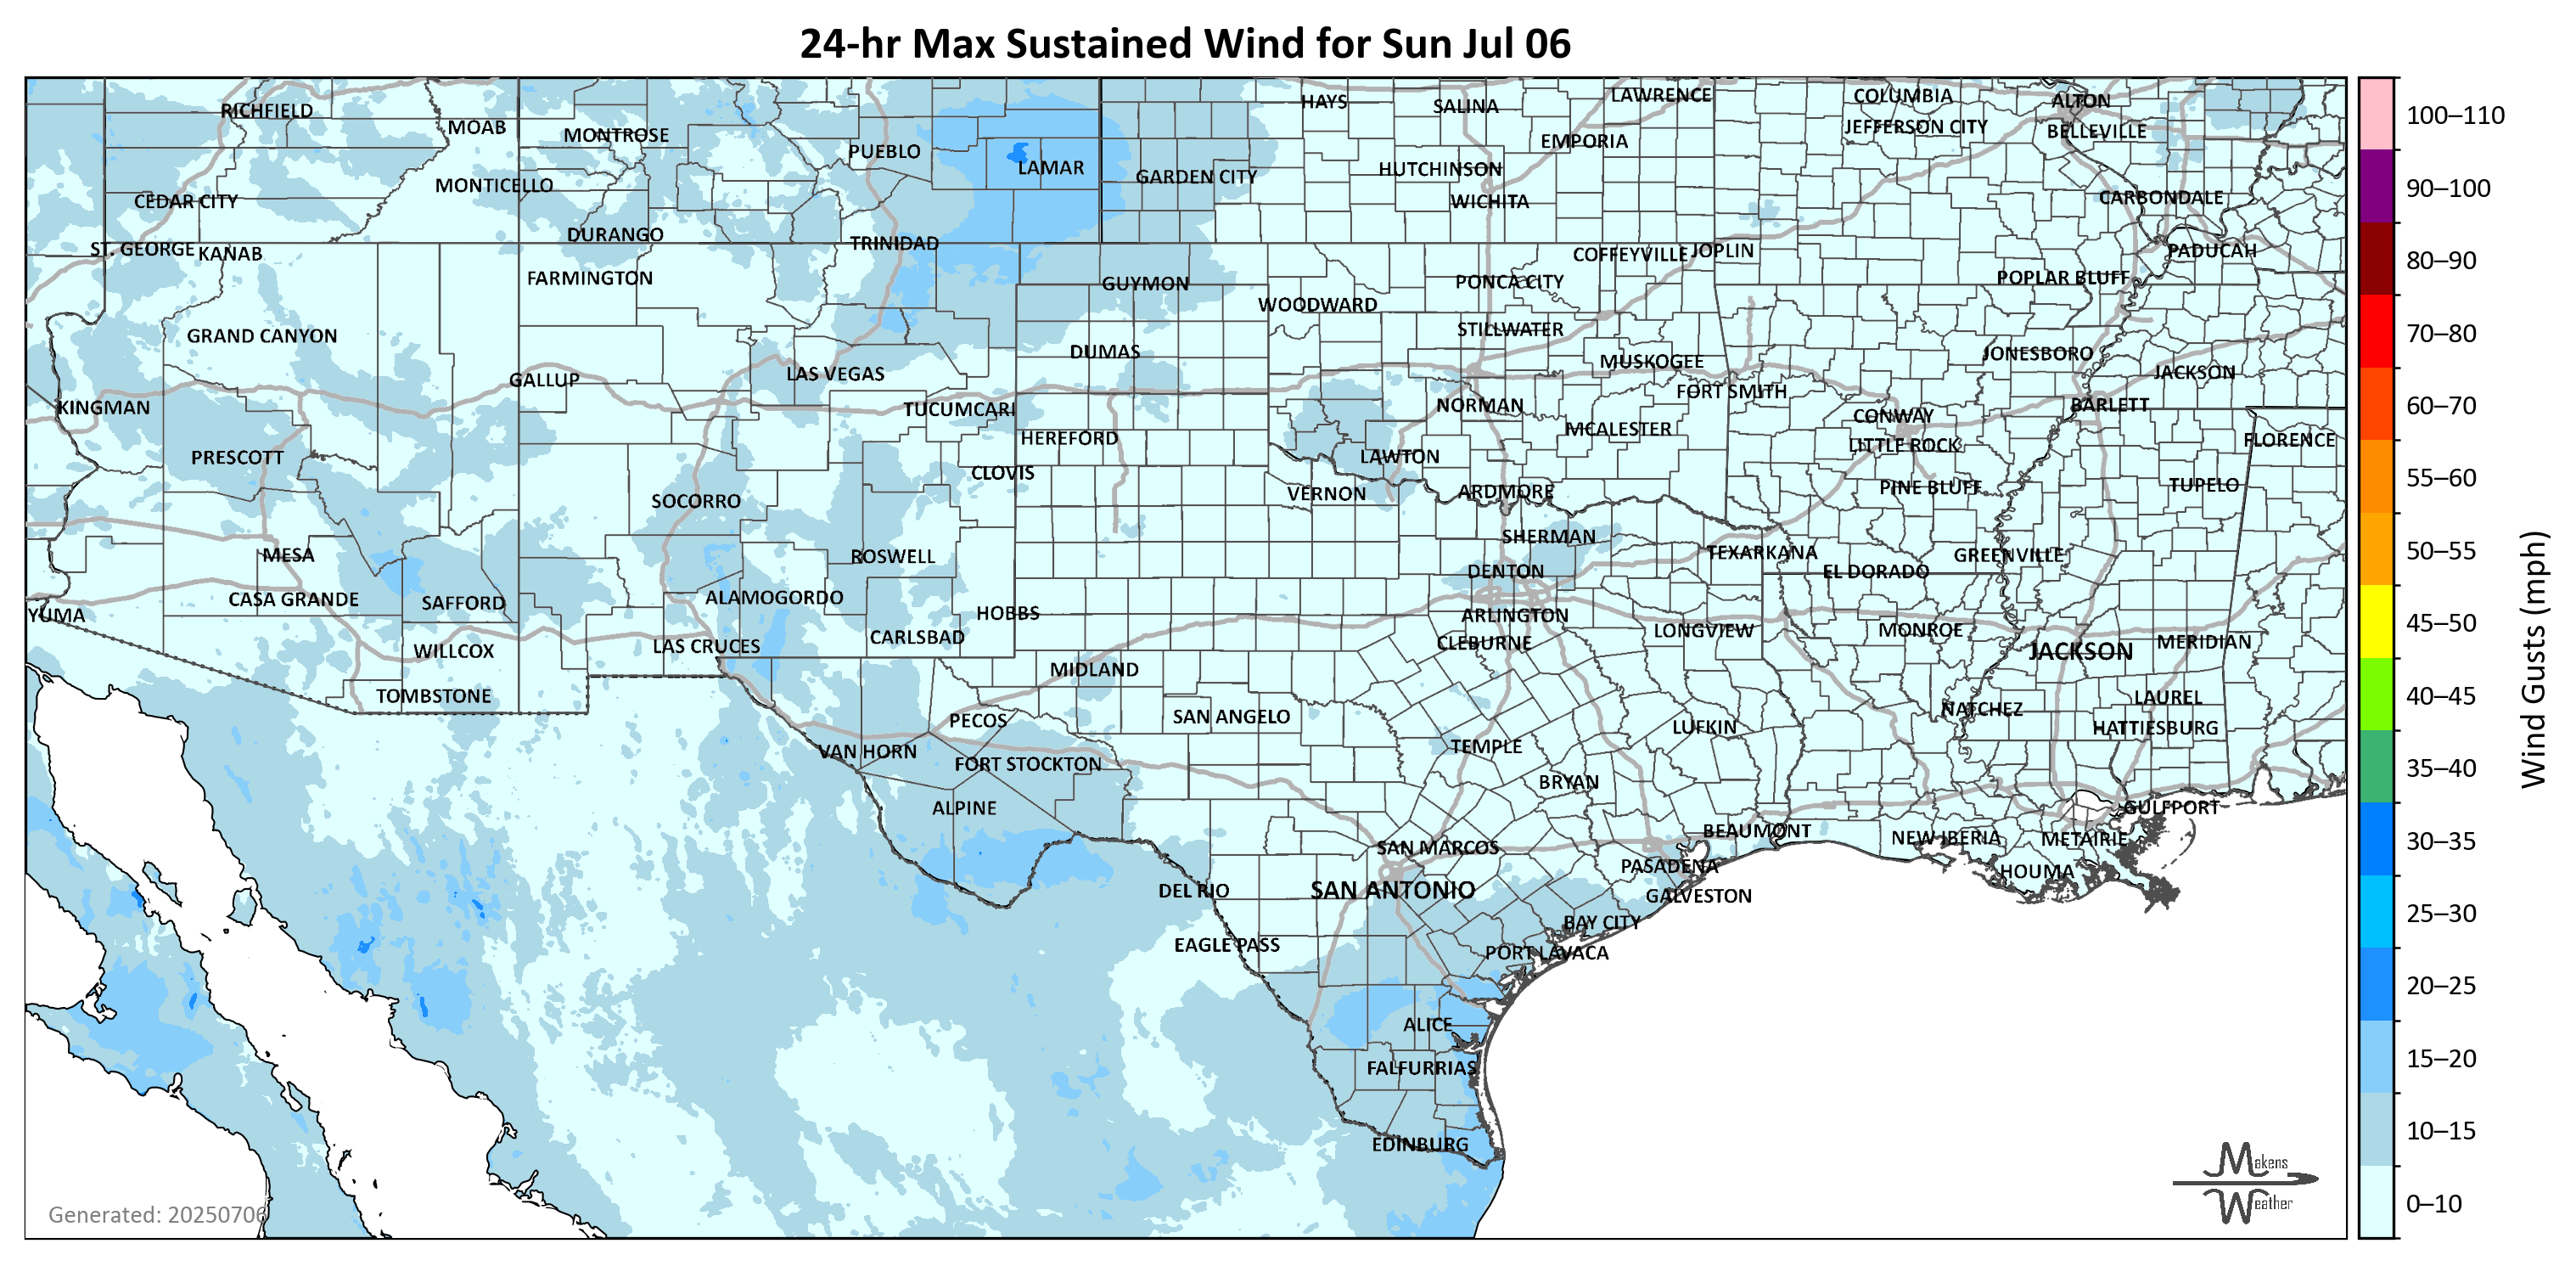 24-hr Max Sustained Wind for Sun Jul 06
RICHFIELD
MOAB
MONTROSE
PUEBLO
LAMAR
GARDEN CITY
HAYS
SALINA
LAWRENCE
EMPORIA
HUTCHINSON
WICHITA
COLUMBIA
JEFFERSON CITY
ALTON
BELLEVILLE
CARBONDALE
CEDAR CITY
MONTICELLO
ST. GEORGE
KANAB
DURANGO
TRINIDAD
FARMINGTON
GUYMON
WOODWARD
PONCA CITY
COFFEYVILLE
JOPLIN
POPLAR BLUFF
PADUCAH
GRAND CANYON
STILLWATER
DUMAS
MUSKOGEE
JONESBORO
JACKSON
GALLUP
LAS VEGAS
KINGMAN
TUCUMCARI
NORMAN
FORT SMITH
CONWAY
BARLETT
HEREFORD
MCALESTER
LITTLE ROCK
FLORENCE
PRESCOTT
CLOVIS
LAWTON
SOCORRO
VERNON
ARDMORE
PINE BLUFF
TUPELO
MESA
ROSWELL
SHERMAN
TEXARKANA
GREENVILLE
DENTON
EL DORADO
CASA GRANDE
SAFFORD
ALAMOGORDO
HOBBS
ARLINGTON
YUMA
WILLCOX
LAS CRUCES
CARLSBAD
CLEBURNE
LONGVIEW
MONROE
JACKSON
MERIDIAN
MIDLAND
TOMBSTONE
PECOS
SAN ANGELO
LUFKIN
NATCHEZ
LAUREL
HATTIESBURG
VAN HORN
FORT STOCKTON
TEMPLE
BRYAN
ALPINE
GULFPORT
SAN MARCOS
BEAUMONT
NEW IBERIA
METAIRIE
PASADENA
HOUMA
DEL RIO
SAN ANTONIO
GALVESTON
BAY CITY
EAGLE PASS
PORT LAVACA
ALICE
FALFURRIAS
EDINBURG
Generated: 20250706
Makens
Weather
100–110
90–100
80–90
70–80
60–70
55–60
50–55
45–50
40–45
35–40
30–35
25–30
20–25
15–20
10–15
0–10
Wind Gusts (mph)